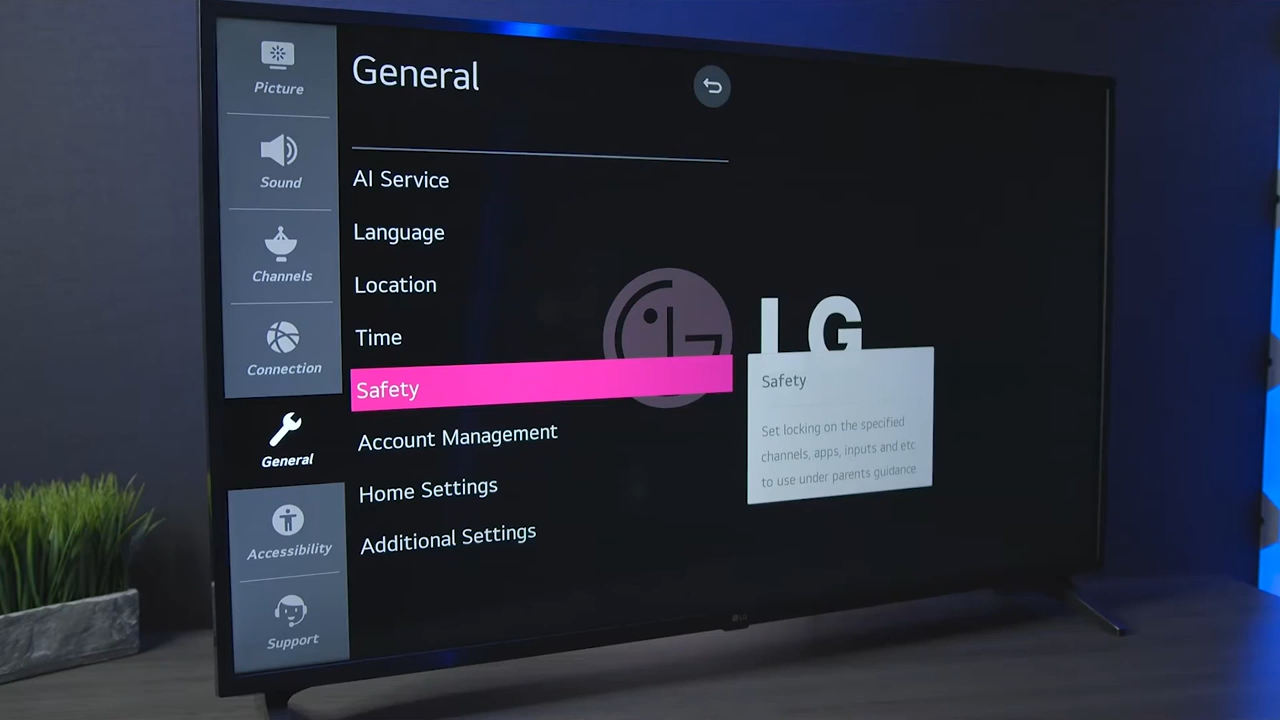 Picture
Sound
Channels
Connection
General
Accessibility
Support
General
AI Service
Language
Location
Time
Safety
Account Management
Home Settings
Additional Settings
LG
Safety
Set locking on the specified
channels, apps, inputs and etc
to use under parents guidance.
LG